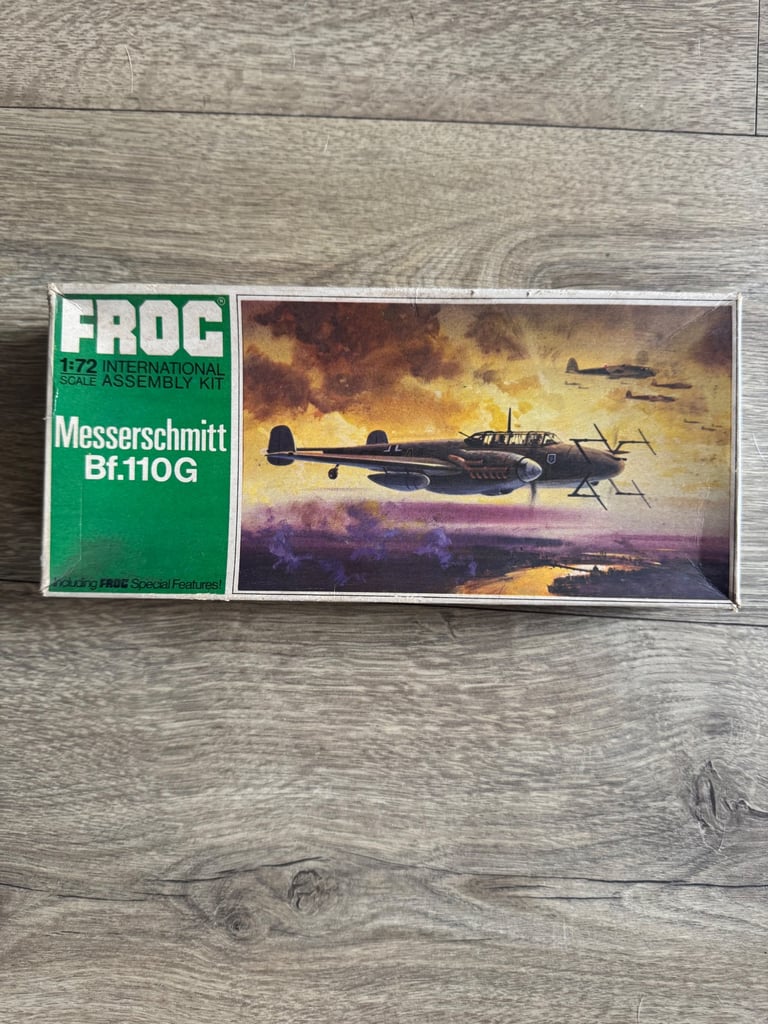 FROG®
1:72 INTERNATIONAL
SCALE ASSEMBLY KIT
Messerschmitt
Bf.110G
Including FROG Special Features!